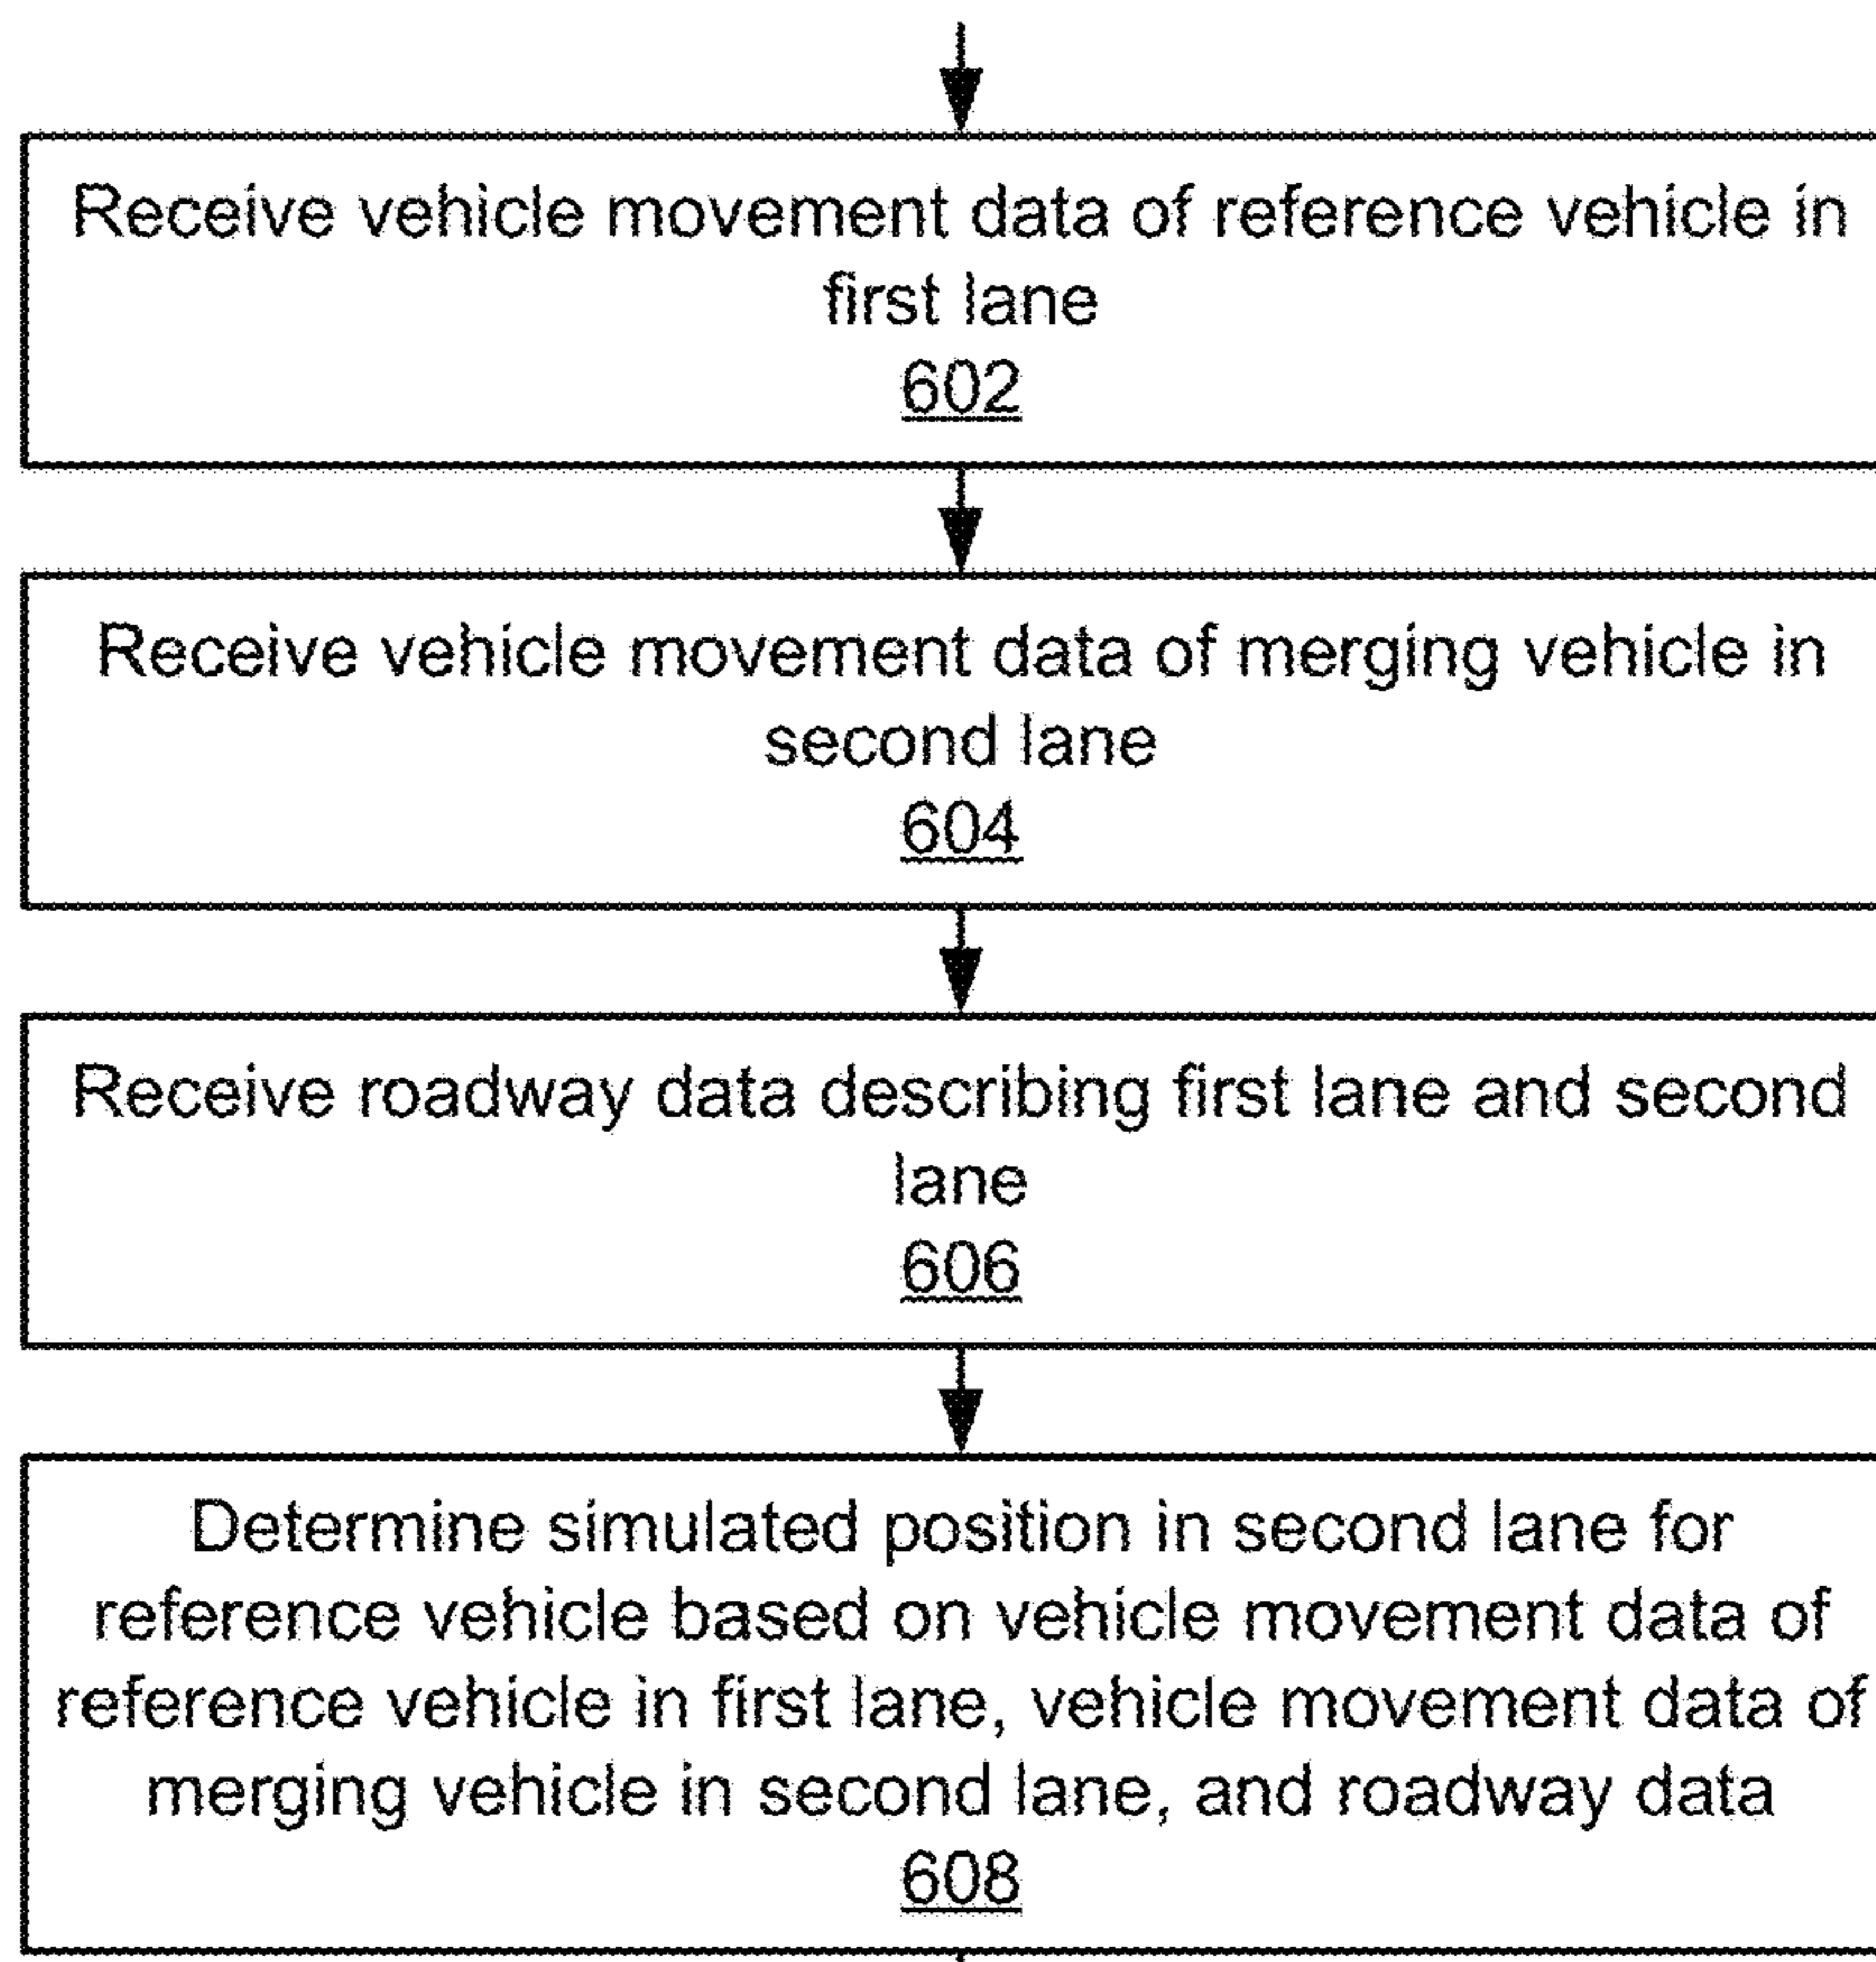 Receive vehicle movement data of reference vehicle in
first lane
602
Receive vehicle movement data of merging vehicle in
second lane
604
Receive roadway data describing first lane and second
lane
606
Determine simulated position in second lane for
reference vehicle based on vehicle movement data of
reference vehicle in first lane, vehicle movement data of
merging vehicle in second lane, and roadway data
608